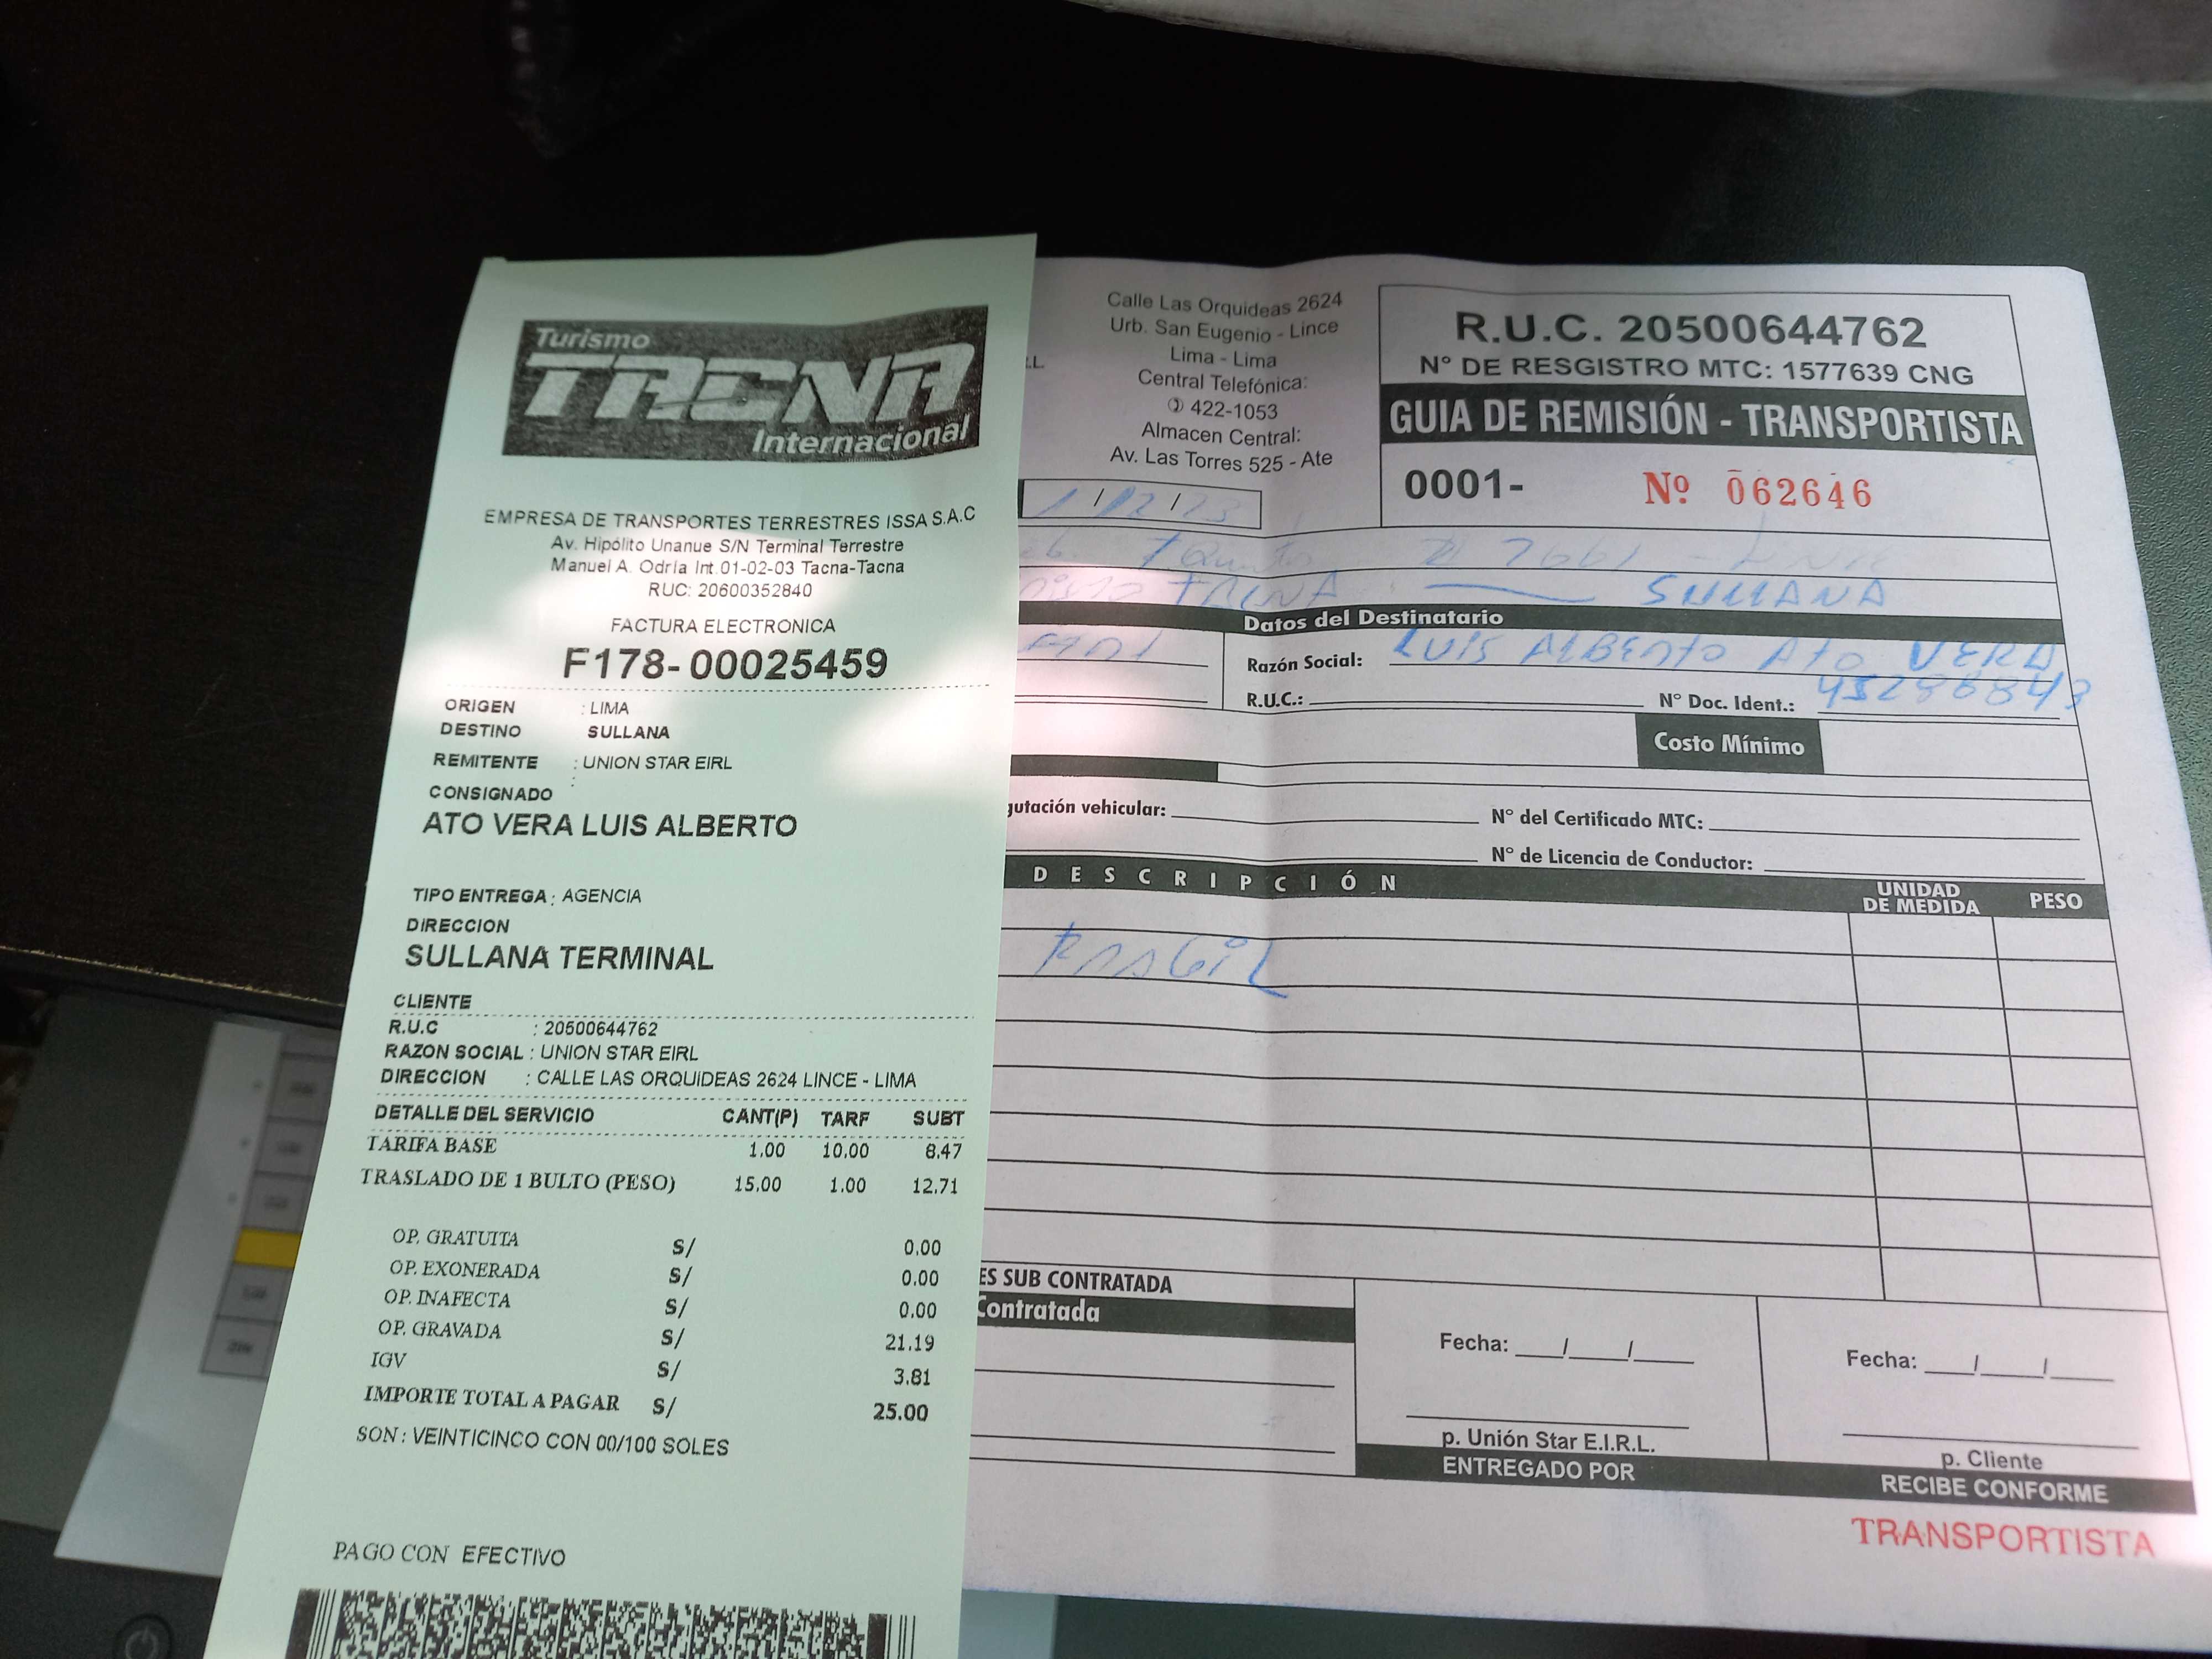 Turismo
TACNA
Internacional
EMPRESA DE TRANSPORTES TERRESTRES ISSA S.A.C
Av. Hipólito Unanue S/N Terminal Terrestre
Manuel A. Odría Int.01-02-03 Tacna-Tacna
RUC: 20600352840
FACTURA ELECTRONICA
F178-00025459
ORIGEN : LIMA
DESTINO SULLANA
REMITENTE : UNION STAR EIRL
:
CONSIGNADO
ATO VERA LUIS ALBERTO
TIPO ENTREGA : AGENCIA
DIRECCION
SULLANA TERMINAL
CLIENTE
R.U.C : 20500644762
RAZON SOCIAL : UNION STAR EIRL
DIRECCION : CALLE LAS ORQUIDEAS 2624 LINCE - LIMA
DETALLE DEL SERVICIO CANT(P) TARF SUBT
TARIFA BASE 1.00 10.00 8.47
TRASLADO DE 1 BULTO (PESO) 15.00 1.00 12.71
OP. GRATUITA S/ 0.00
OP. EXONERADA S/ 0.00
OP. INAFECTA S/ 0.00
OP. GRAVADA S/ 21.19
IGV S/ 3.81
IMPORTE TOTAL A PAGAR S/ 25.00
SON : VEINTICINCO CON 00/100 SOLES
PAGO CON EFECTIVO
Calle Las Orquideas 2624
Urb. San Eugenio - Lince
Lima - Lima
Central Telefónica:
422-1053
Almacen Central:
Av. Las Torres 525 - Ate
R.U.C. 20500644762
N° DE RESGISTRO MTC: 1577639 CNG
GUIA DE REMISIÓN - TRANSPORTISTA
0001- Nº 062646
TACNA SULLANA
Datos del Destinatario
Razón Social: LUIS ALBERTO ATO VERA
R.U.C.: N° Doc. Ident.: 45286843
Costo Mínimo
gutación vehicular: N° del Certificado MTC:
N° de Licencia de Conductor:
DESCRIPCIÓN UNIDAD DE MEDIDA PESO
ES SUB CONTRATADA
Contratada
Fecha: / / Fecha: / /
p. Unión Star E.I.R.L. p. Cliente
ENTREGADO POR RECIBE CONFORME
TRANSPORTISTA